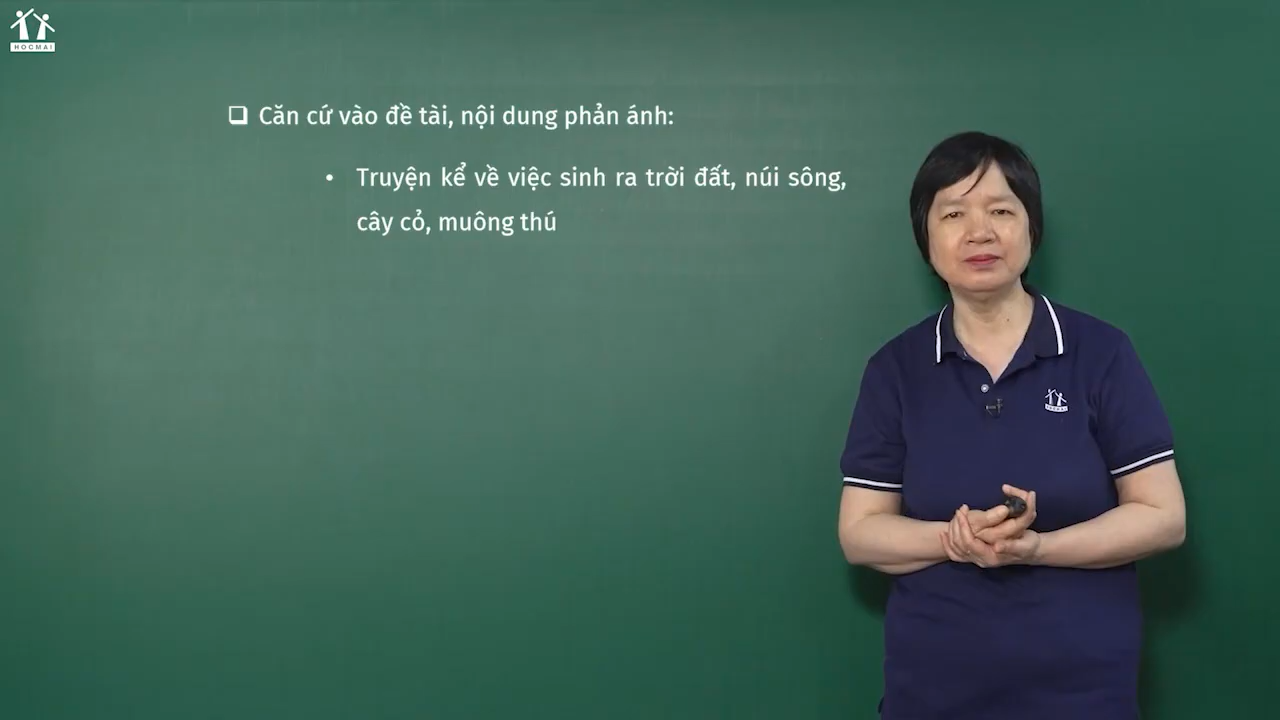 HOCMAI
Căn cứ vào đề tài, nội dung phản ánh:
• Truyện kể về việc sinh ra trời đất, núi sông,
cây cỏ, muông thú
HOCMAI